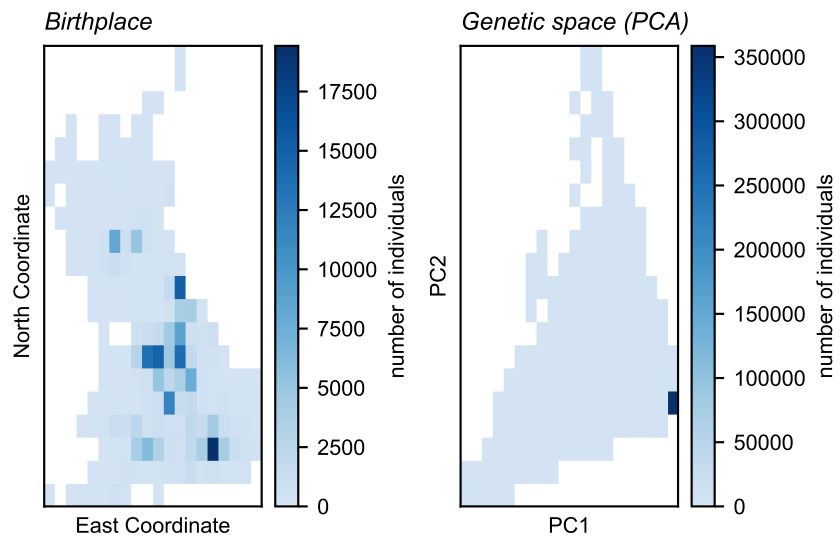 Birthplace
North Coordinate
East Coordinate
17500
15000
12500
10000
7500
5000
2500
0
number of individuals
Genetic space (PCA)
PC2
PC1
350000
300000
250000
200000
150000
100000
50000
0
number of individuals